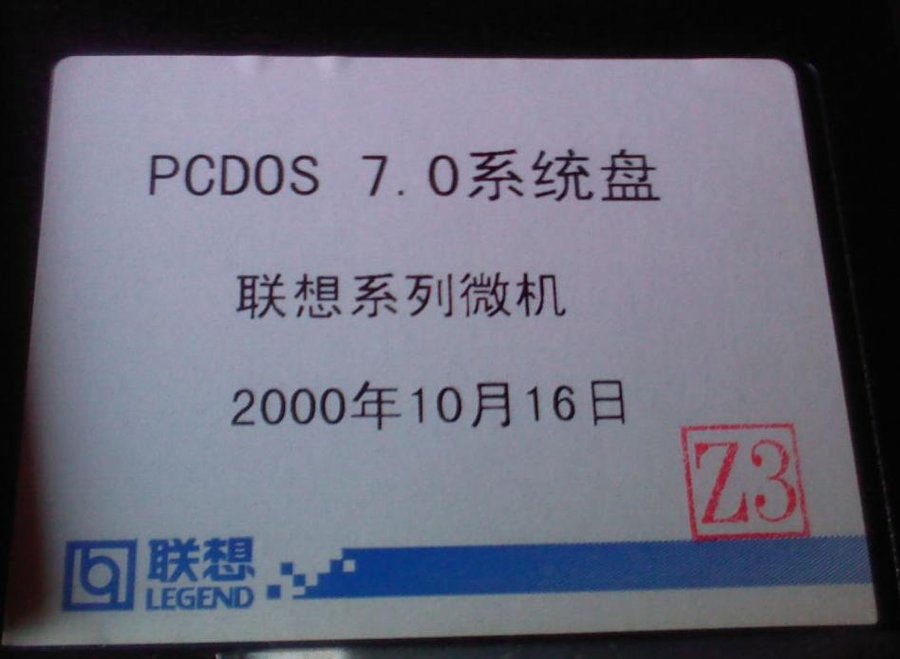 PCDOS 7.0系统盘
联想系列微机
2000年10月16日
Z3
联想
LEGEND